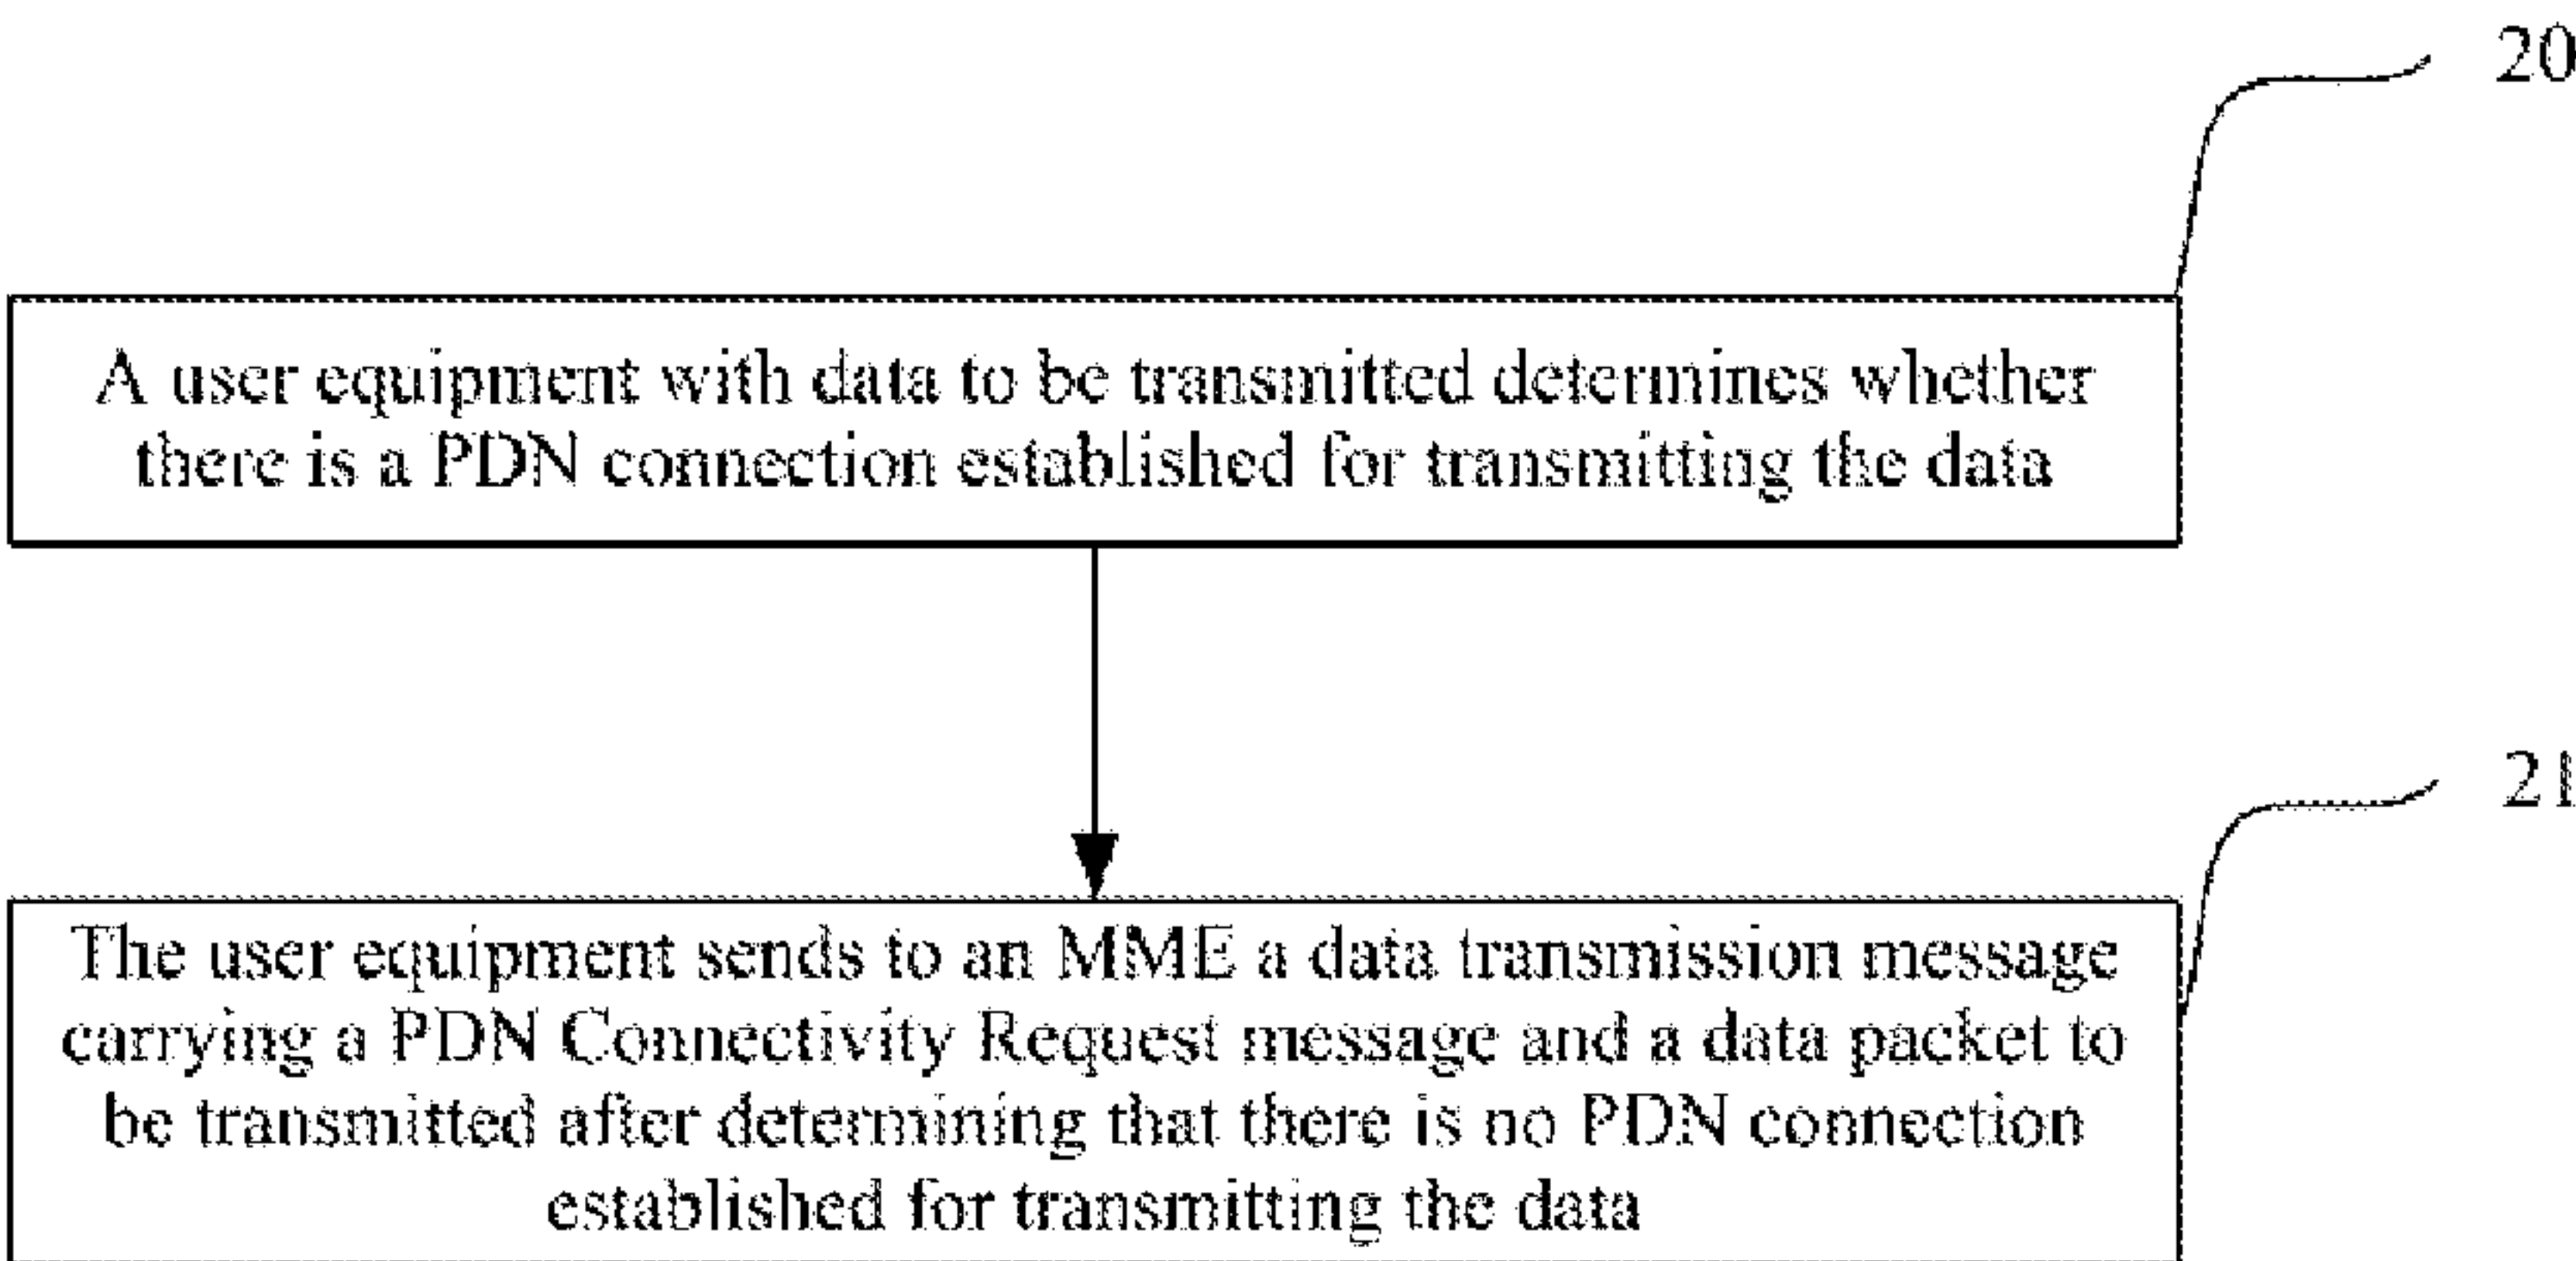 20
A user equipment with data to be transmitted determines whether
there is a PDN connection established for transmitting the data
21
The user equipment sends to an MME a data transmission message
carrying a PDN Connectivity Request message and a data packet to
be transmitted after determining that there is no PDN connection
established for transmitting the data